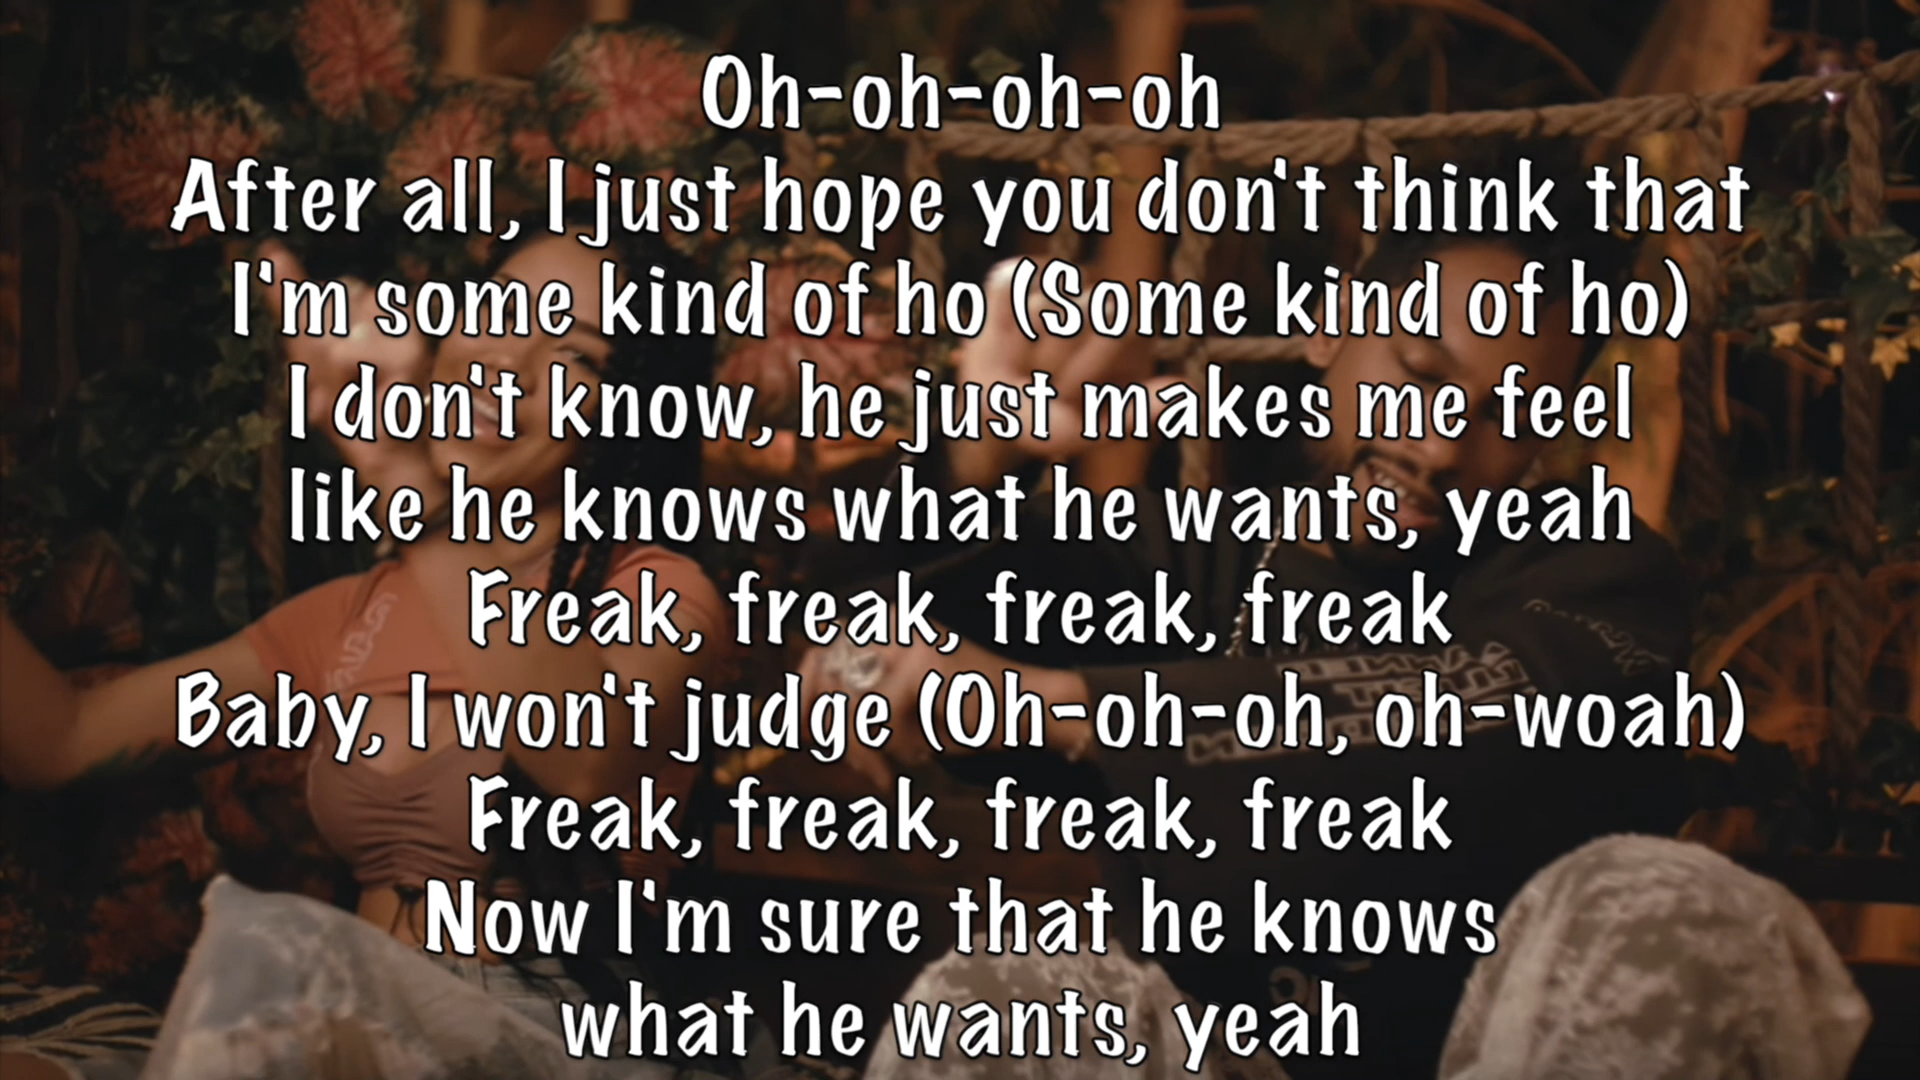 Oh-oh-oh-oh
After all, I just hope you don't think that
I'm some kind of ho (Some kind of ho)
I don't know, he just makes me feel
like he knows what he wants, yeah
Freak, freak, freak, freak
Baby, I won't judge (Oh-oh-oh, oh-woah)
Freak, freak, freak, freak
Now I'm sure that he knows
what he wants, yeah